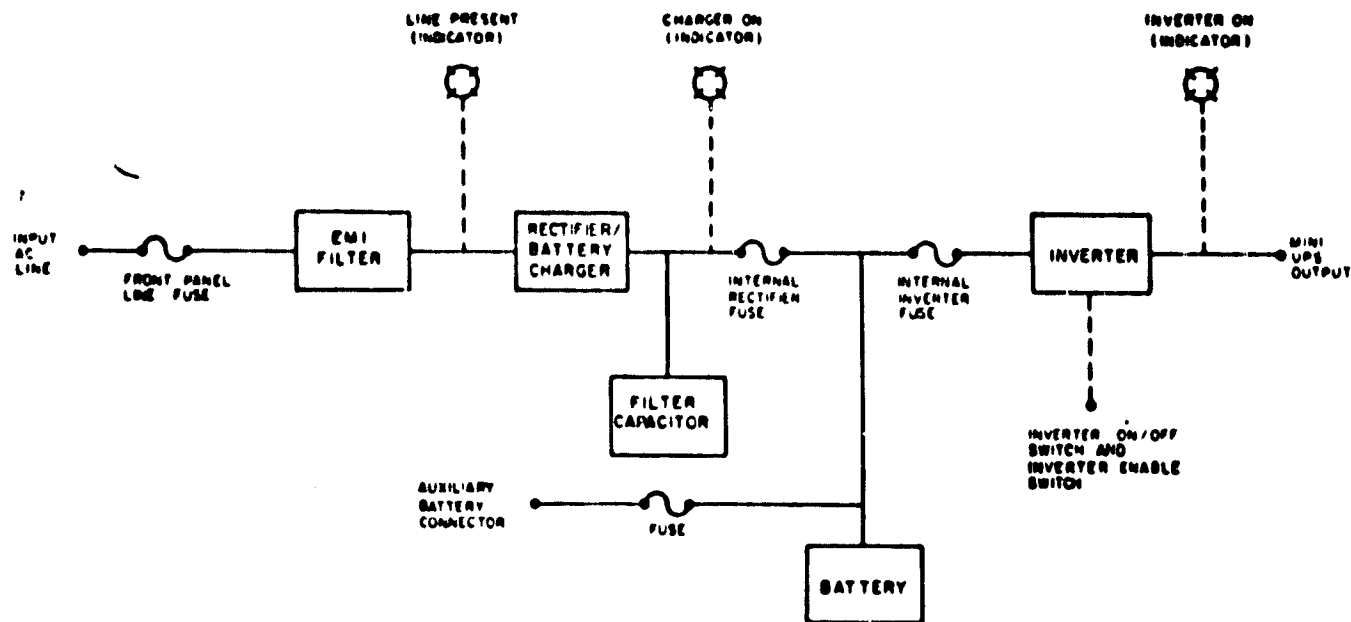 LINE PRESENT
(INDICATOR)
CHARGER ON
(INDICATOR)
INVERTER ON
(INDICATOR)
INPUT
AC
LINE
FRONT PANEL
LINE FUSE
EMI
FILTER
RECTIFIER/
BATTERY
CHARGER
INTERNAL
RECTIFIER
FUSE
INTERNAL
INVERTER
FUSE
INVERTER
MINI
UPS
OUTPUT
FILTER
CAPACITOR
INVERTER ON/OFF
SWITCH AND
INVERTER ENABLE
SWITCH
AUXILIARY
BATTERY
CONNECTOR
FUSE
BATTERY